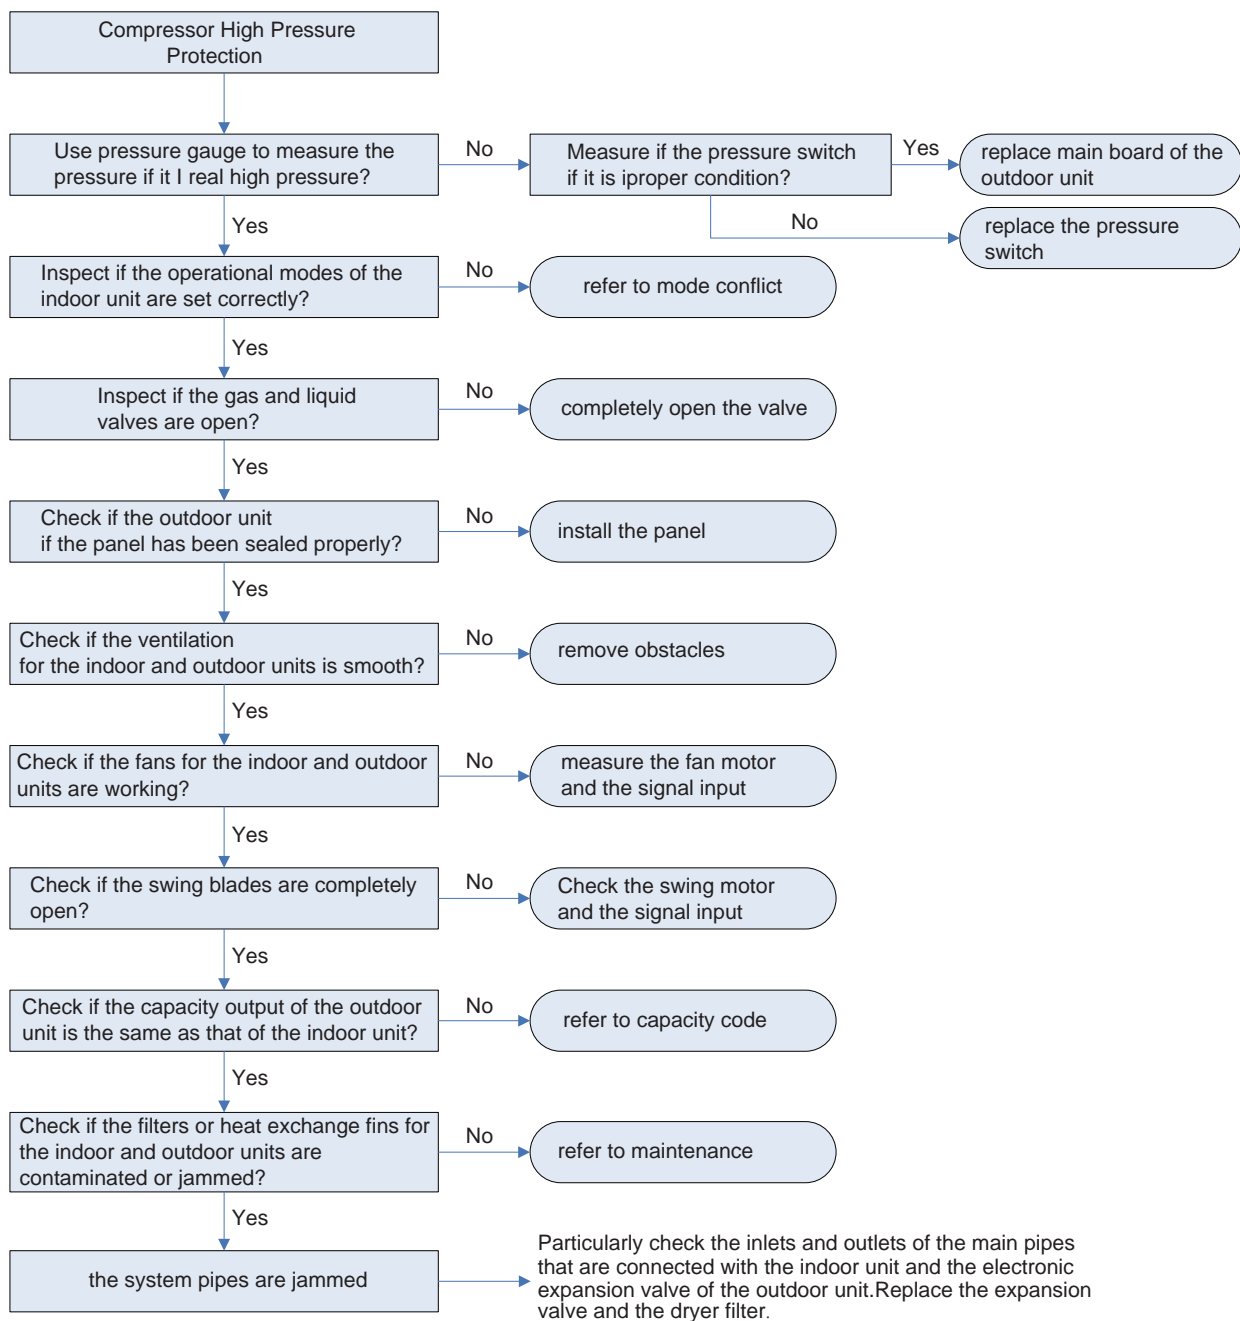 Compressor High Pressure
Protection
Use pressure gauge to measure the
pressure if it I real high pressure?
No
Measure if the pressure switch
if it is iproper condition?
Yes
replace main board of the
outdoor unit
No
replace the pressure
switch
Yes
Inspect if the operational modes of the
indoor unit are set correctly?
No
refer to mode conflict
Yes
Inspect if the gas and liquid
valves are open?
No
completely open the valve
Yes
Check if the outdoor unit
if the panel has been sealed properly?
No
install the panel
Yes
Check if the ventilation
for the indoor and outdoor units is smooth?
No
remove obstacles
Yes
Check if the fans for the indoor and outdoor
units are working?
No
measure the fan motor
and the signal input
Yes
Check if the swing blades are completely
open?
No
Check the swing motor
and the signal input
Yes
Check if the capacity output of the outdoor
unit is the same as that of the indoor unit?
No
refer to capacity code
Yes
Check if the filters or heat exchange fins for
the indoor and outdoor units are
contaminated or jammed?
No
refer to maintenance
Yes
the system pipes are jammed
Particularly check the inlets and outlets of the main pipes
that are connected with the indoor unit and the electronic
expansion valve of the outdoor unit.Replace the expansion
valve and the dryer filter.